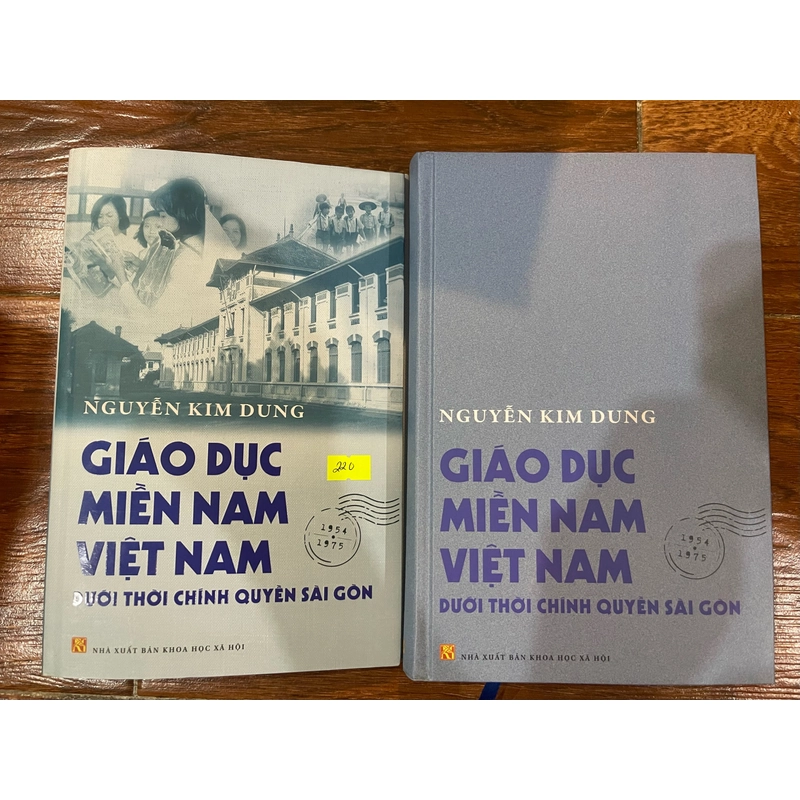 NGUYỄN KIM DUNG
GIÁO DỤC
MIỀN NAM
VIỆT NAM
DƯỚI THỜI CHÍNH QUYỀN SÀI GÒN
220
1954
1975
NHÀ XUẤT BẢN KHOA HỌC XÃ HỘI
NGUYỄN KIM DUNG
GIÁO DỤC
MIỀN NAM
VIỆT NAM
DƯỚI THỜI CHÍNH QUYỀN SÀI GÒN
1954
1975
NHÀ XUẤT BẢN KHOA HỌC XÃ HỘI